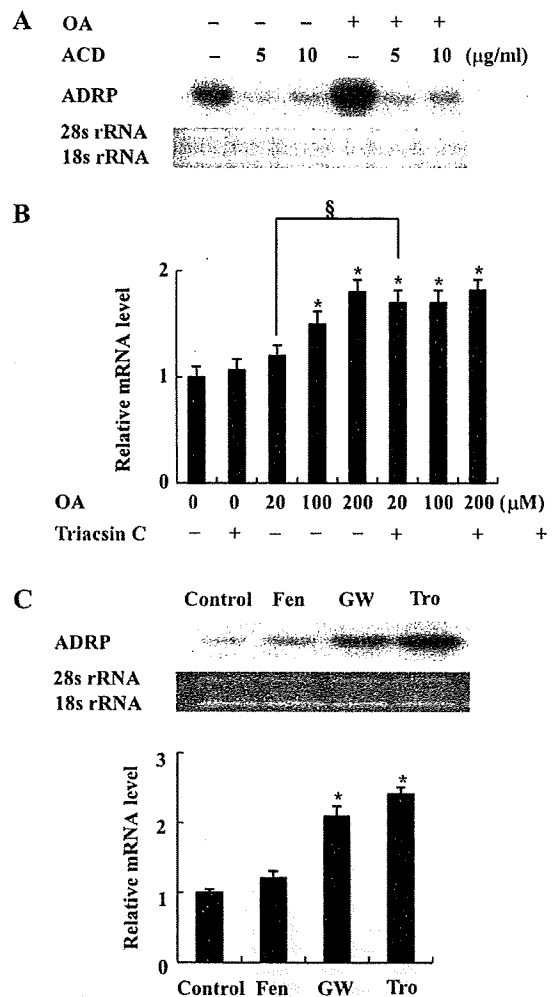 A OA – – – + + +
ACD – 5 10 – 5 10 (μg/ml)
ADRP
28s rRNA
18s rRNA
B §
* * * * *
Relative mRNA level
2
1
0
OA 0 0 20 100 200 20 100 200 (μM)
Triacsin C – + – – – + + +
C Control Fen GW Tro
ADRP
28s rRNA
18s rRNA
Relative mRNA level
3
2
1
0
* *
Control Fen GW Tro